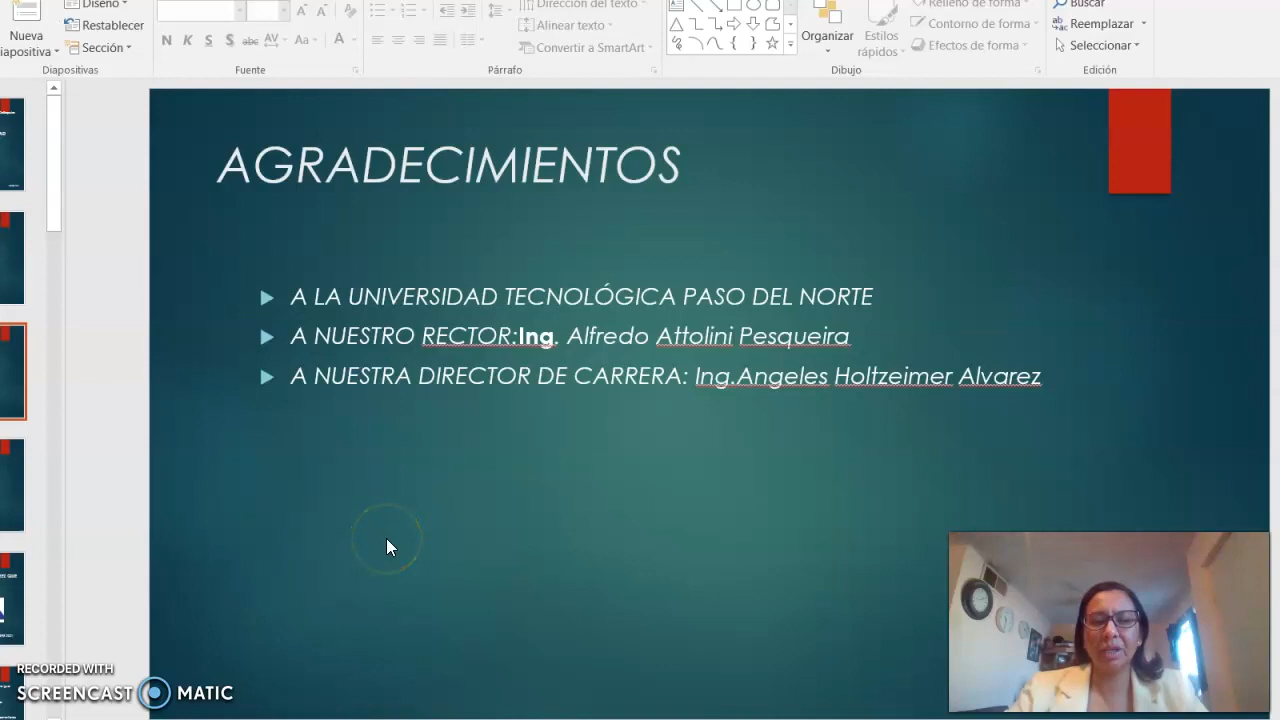 Diseño
Restablecer
Sección
Nueva
diapositiva
Diapositivas
N K S S abc AV Aa A
Fuente
Dirección del texto
Alinear texto
Convertir a SmartArt
Párrafo
Organizar
Estilos
rápidos
Relleno de forma
Contorno de forma
Efectos de forma
Dibujo
Buscar
Reemplazar
Seleccionar
Edición
AGRADECIMIENTOS
A LA UNIVERSIDAD TECNOLÓGICA PASO DEL NORTE
A NUESTRO RECTOR:Ing. Alfredo Attolini Pesqueira
A NUESTRA DIRECTOR DE CARRERA: Ing.Angeles Holtzeimer Alvarez
RECORDED WITH
SCREENCAST MATIC